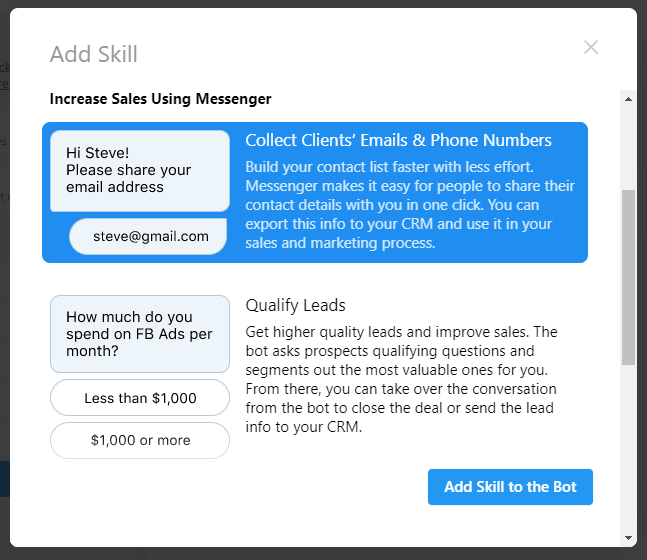 Add Skill
Increase Sales Using Messenger
Hi Steve!
Please share your
email address
steve@gmail.com
Collect Clients’ Emails & Phone Numbers
Build your contact list faster with less effort.
Messenger makes it easy for people to share their
contact details with you in one click. You can
export this info to your CRM and use it in your
sales and marketing process.
How much do you
spend on FB Ads per
month?
Less than $1,000
$1,000 or more
Qualify Leads
Get higher quality leads and improve sales. The
bot asks prospects qualifying questions and
segments out the most valuable ones for you.
From there, you can take over the conversation
from the bot to close the deal or send the lead
info to your CRM.
Add Skill to the Bot